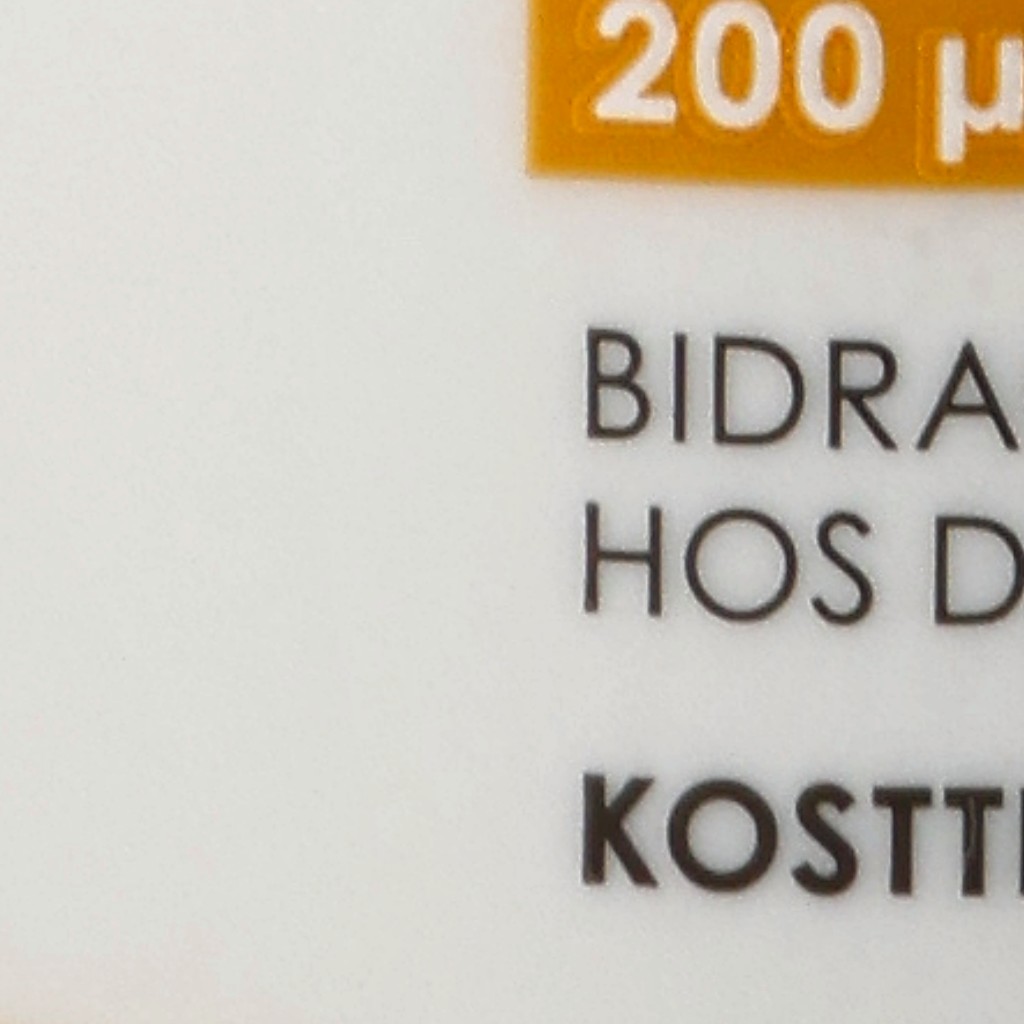 200 µ
BIDRA
HOS D
KOSTT